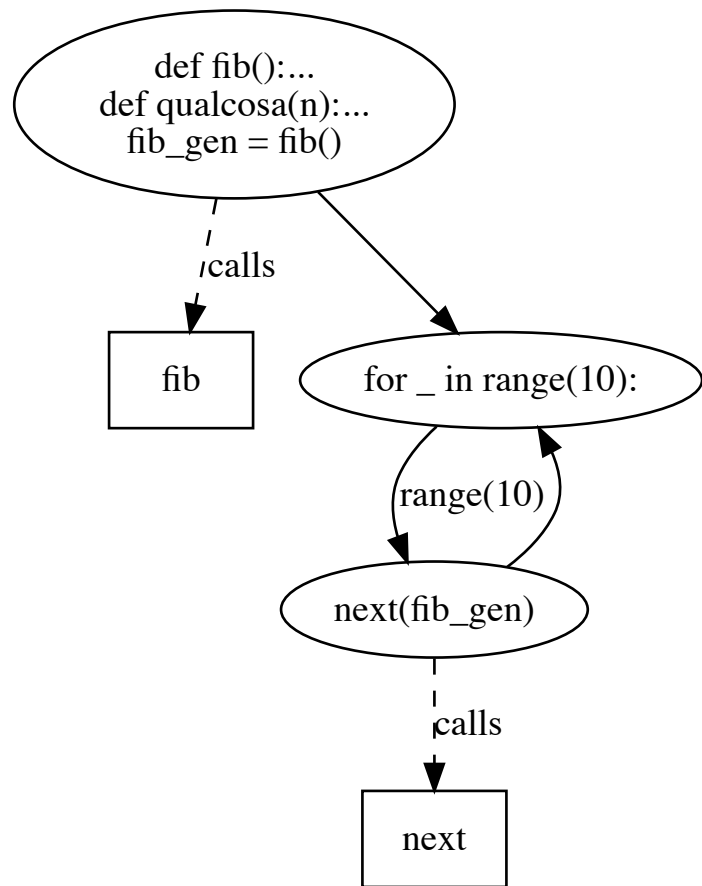 def fib():...
def qualcosa(n):...
fib_gen = fib()
calls
fib
for _ in range(10):
range(10)
next(fib_gen)
calls
next